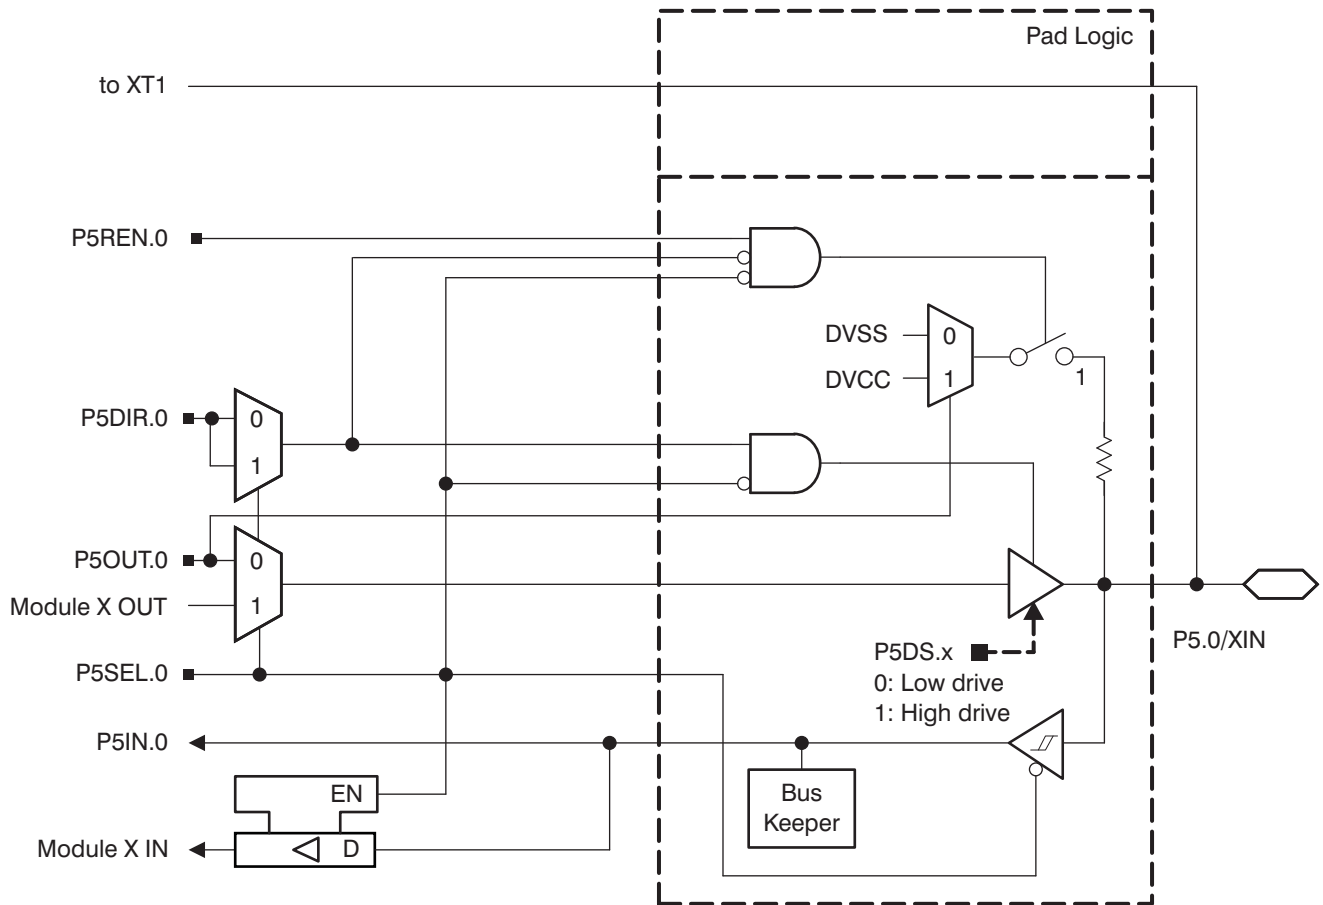 Pad Logic
to XT1
P5REN.0
DVSS
0
DVCC
1
1
P5DIR.0
0
1
P5OUT.0
0
Module X OUT
1
P5SEL.0
P5DS.x
0: Low drive
1: High drive
P5.0/XIN
P5IN.0
Bus
Keeper
EN
Module X IN
D